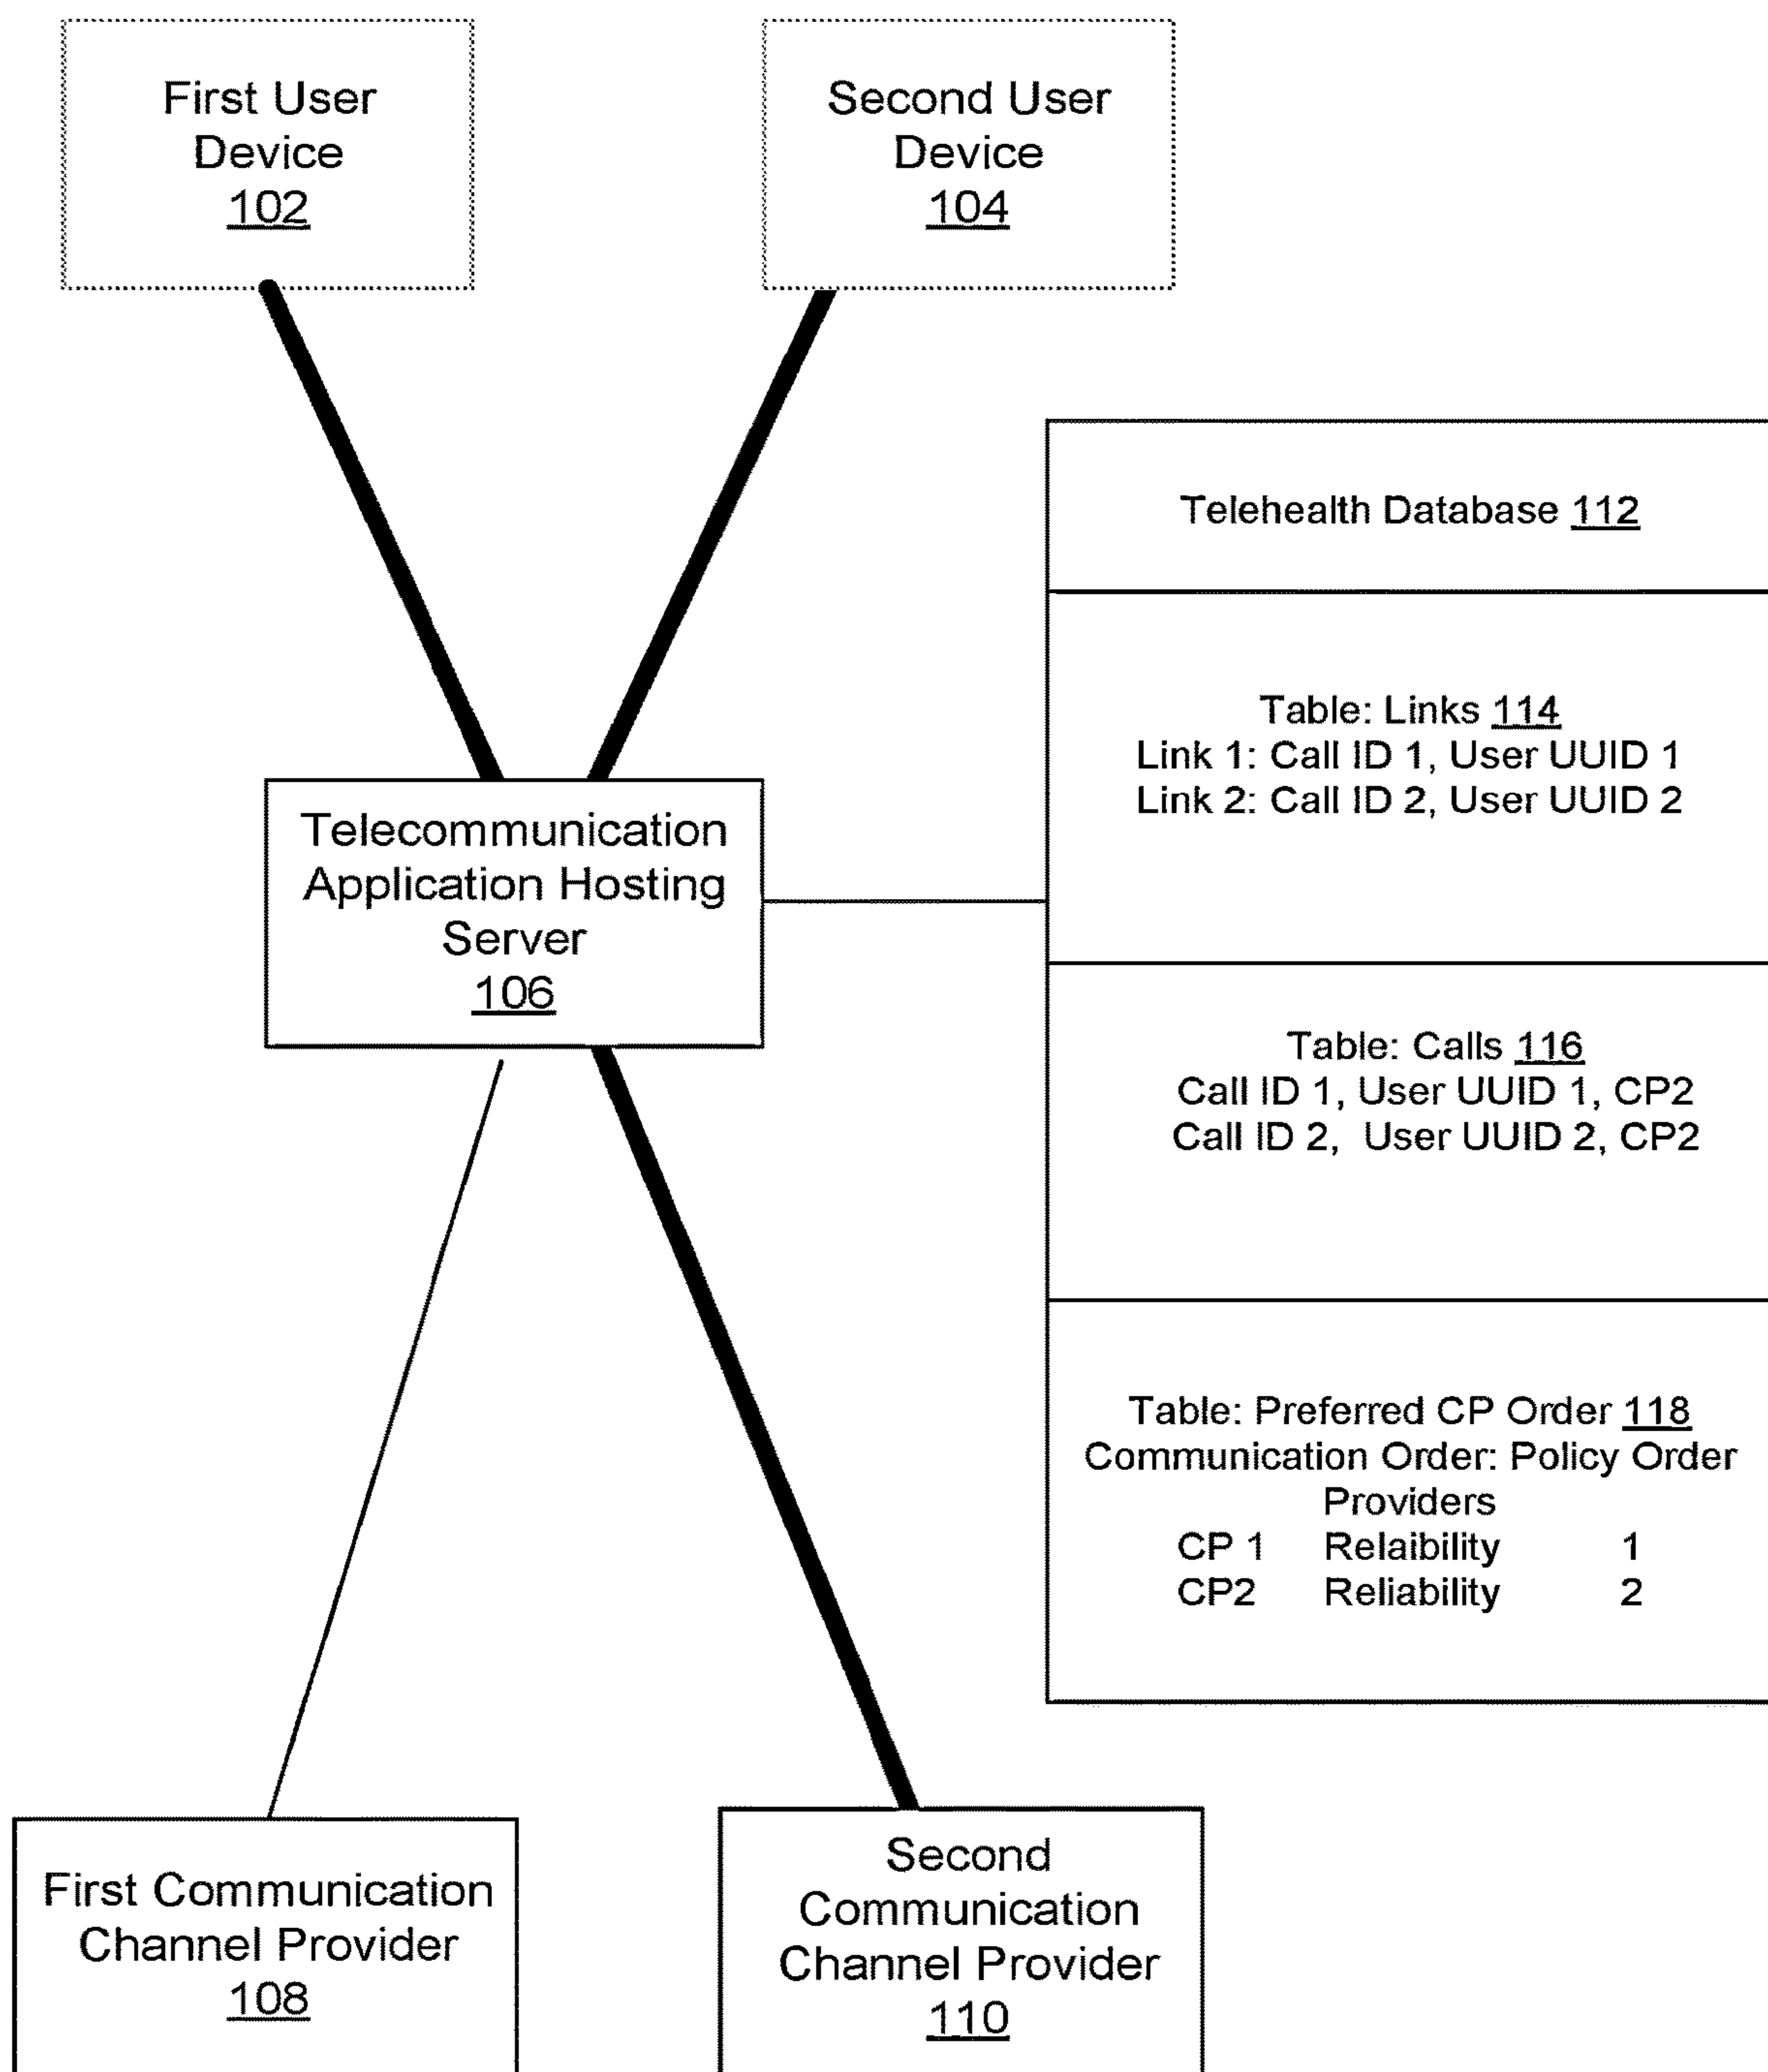 First User
Device
102
Second User
Device
104
Telehealth Database 112
Table: Links 114
Link 1: Call ID 1, User UUID 1
Link 2: Call ID 2, User UUID 2
Telecommunication
Application Hosting
Server
106
Table: Calls 116
Call ID 1, User UUID 1, CP2
Call ID 2, User UUID 2, CP2
Table: Preferred CP Order 118
Communication Order: Policy Order
Providers
CP 1 Relaibility 1
CP2 Reliability 2
First Communication
Channel Provider
108
Second
Communication
Channel Provider
110